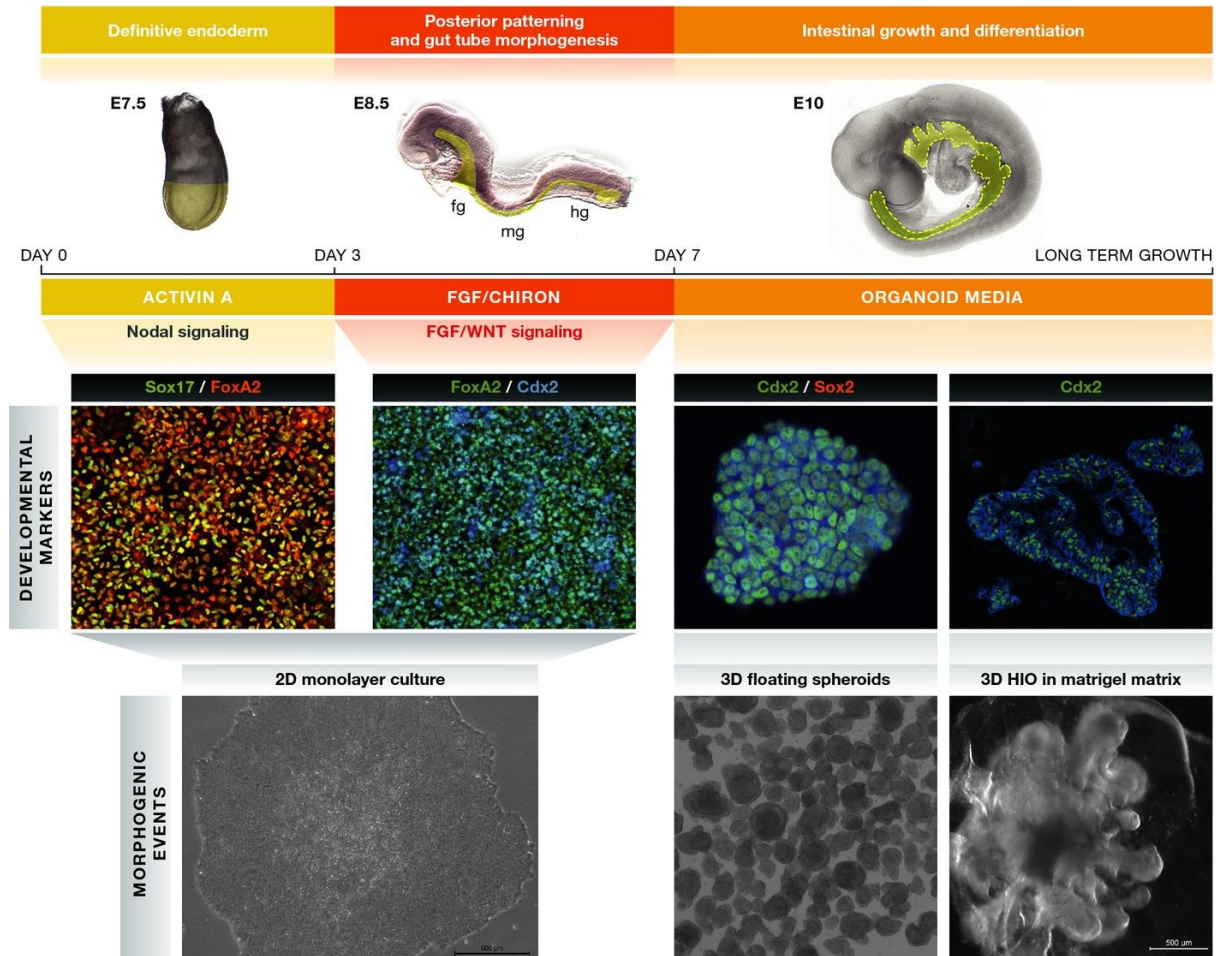 Definitive endoderm
Posterior patterning
and gut tube morphogenesis
Intestinal growth and differentiation
E7.5
E8.5
E10
fg
mg
hg
DAY 0
DAY 3
DAY 7
LONG TERM GROWTH
ACTIVIN A
FGF/CHIRON
ORGANOID MEDIA
Nodal signaling
FGF/WNT signaling
Sox17 / FoxA2
FoxA2 / Cdx2
Cdx2 / Sox2
Cdx2
DEVELOPMENTAL
MARKERS
2D monolayer culture
3D floating spheroids
3D HIO in matrigel matrix
MORPHOGENIC
EVENTS
500 µm
500 µm